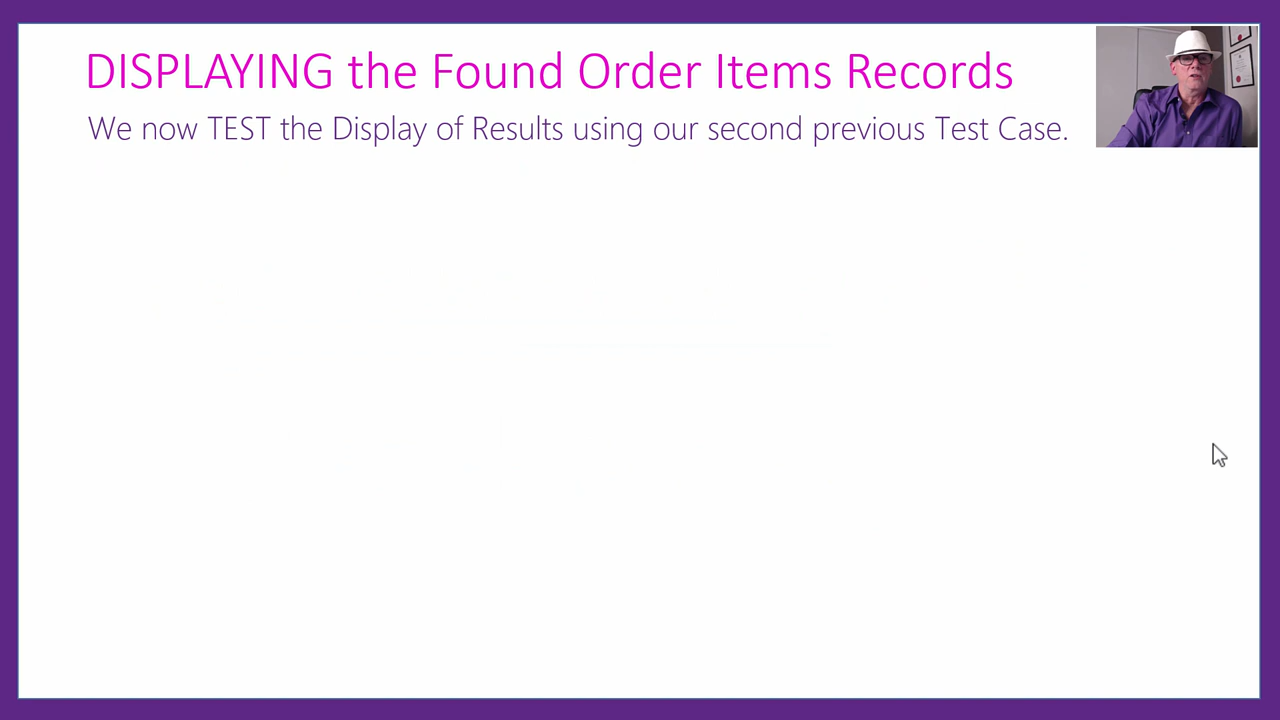 DISPLAYING the Found Order Items Records
We now TEST the Display of Results using our second previous Test Case.